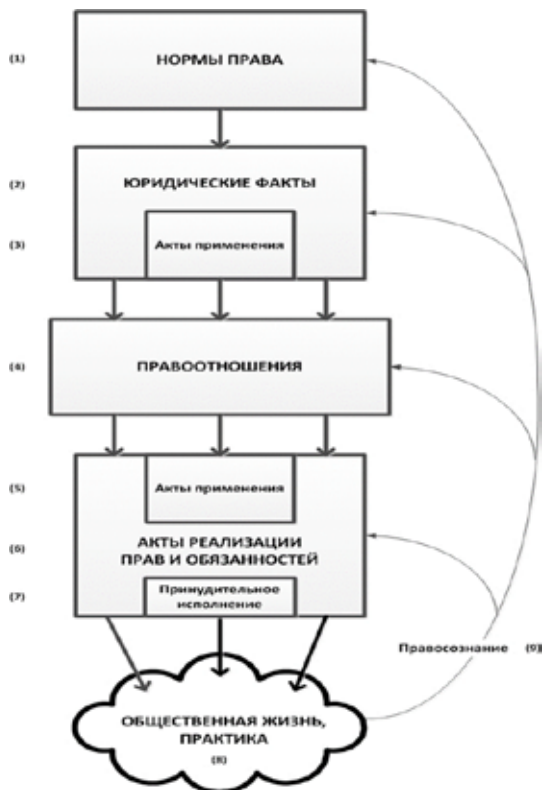 (1)
НОРМЫ ПРАВА
(2)
ЮРИДИЧЕСКИЕ ФАКТЫ
(3)
Акты применения
(4)
ПРАВООТНОШЕНИЯ
(5)
Акты применения
(6)
АКТЫ РЕАЛИЗАЦИИ
ПРАВ И ОБЯЗАННОСТЕЙ
(7)
Принудительное
исполнение
Правосознание (9)
ОБЩЕСТВЕННАЯ ЖИЗНЬ,
ПРАКТИКА
(8)